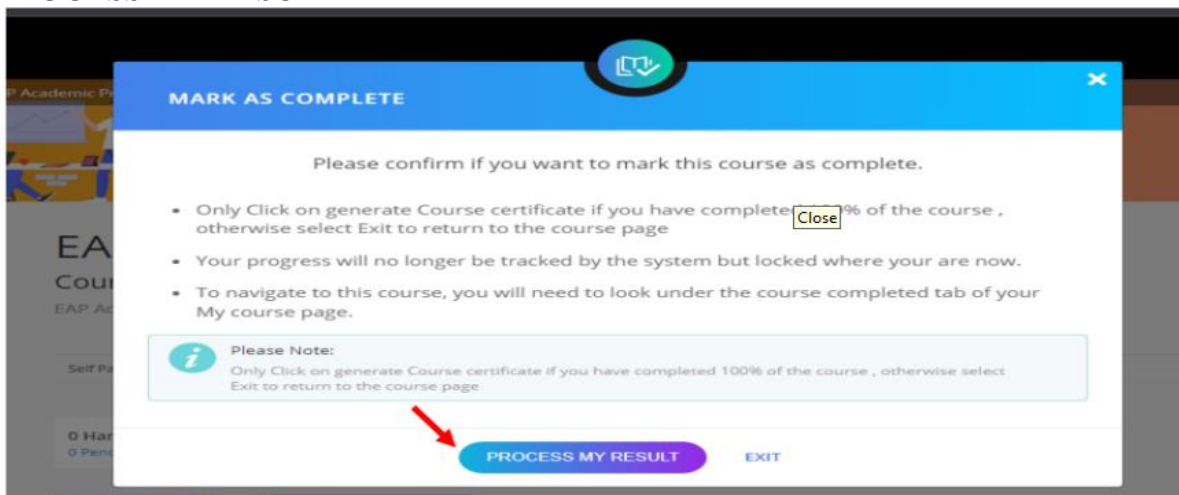 P Academic Pr
MARK AS COMPLETE
Please confirm if you want to mark this course as complete.
• Only Click on generate Course certificate if you have complete Close % of the course ,
otherwise select Exit to return to the course page
• Your progress will no longer be tracked by the system but locked where your are now.
• To navigate to this course, you will need to look under the course completed tab of your
My course page.
EA
Cour
EAP Ac
Please Note:
Only Click on generate Course certificate if you have completed 100% of the course , otherwise select
Exit to return to the course page
Self Pa
0 Har
0 Pend
PROCESS MY RESULT EXIT